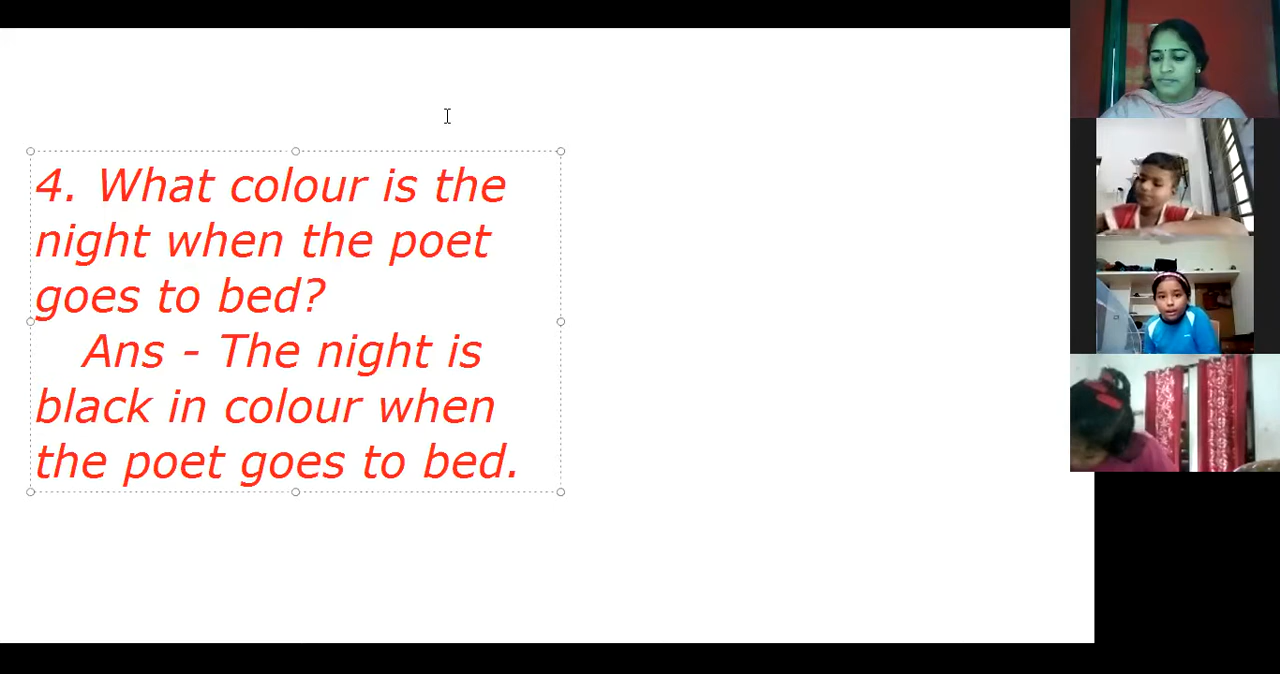 4. What colour is the
night when the poet
goes to bed?
Ans - The night is
black in colour when
the poet goes to bed.